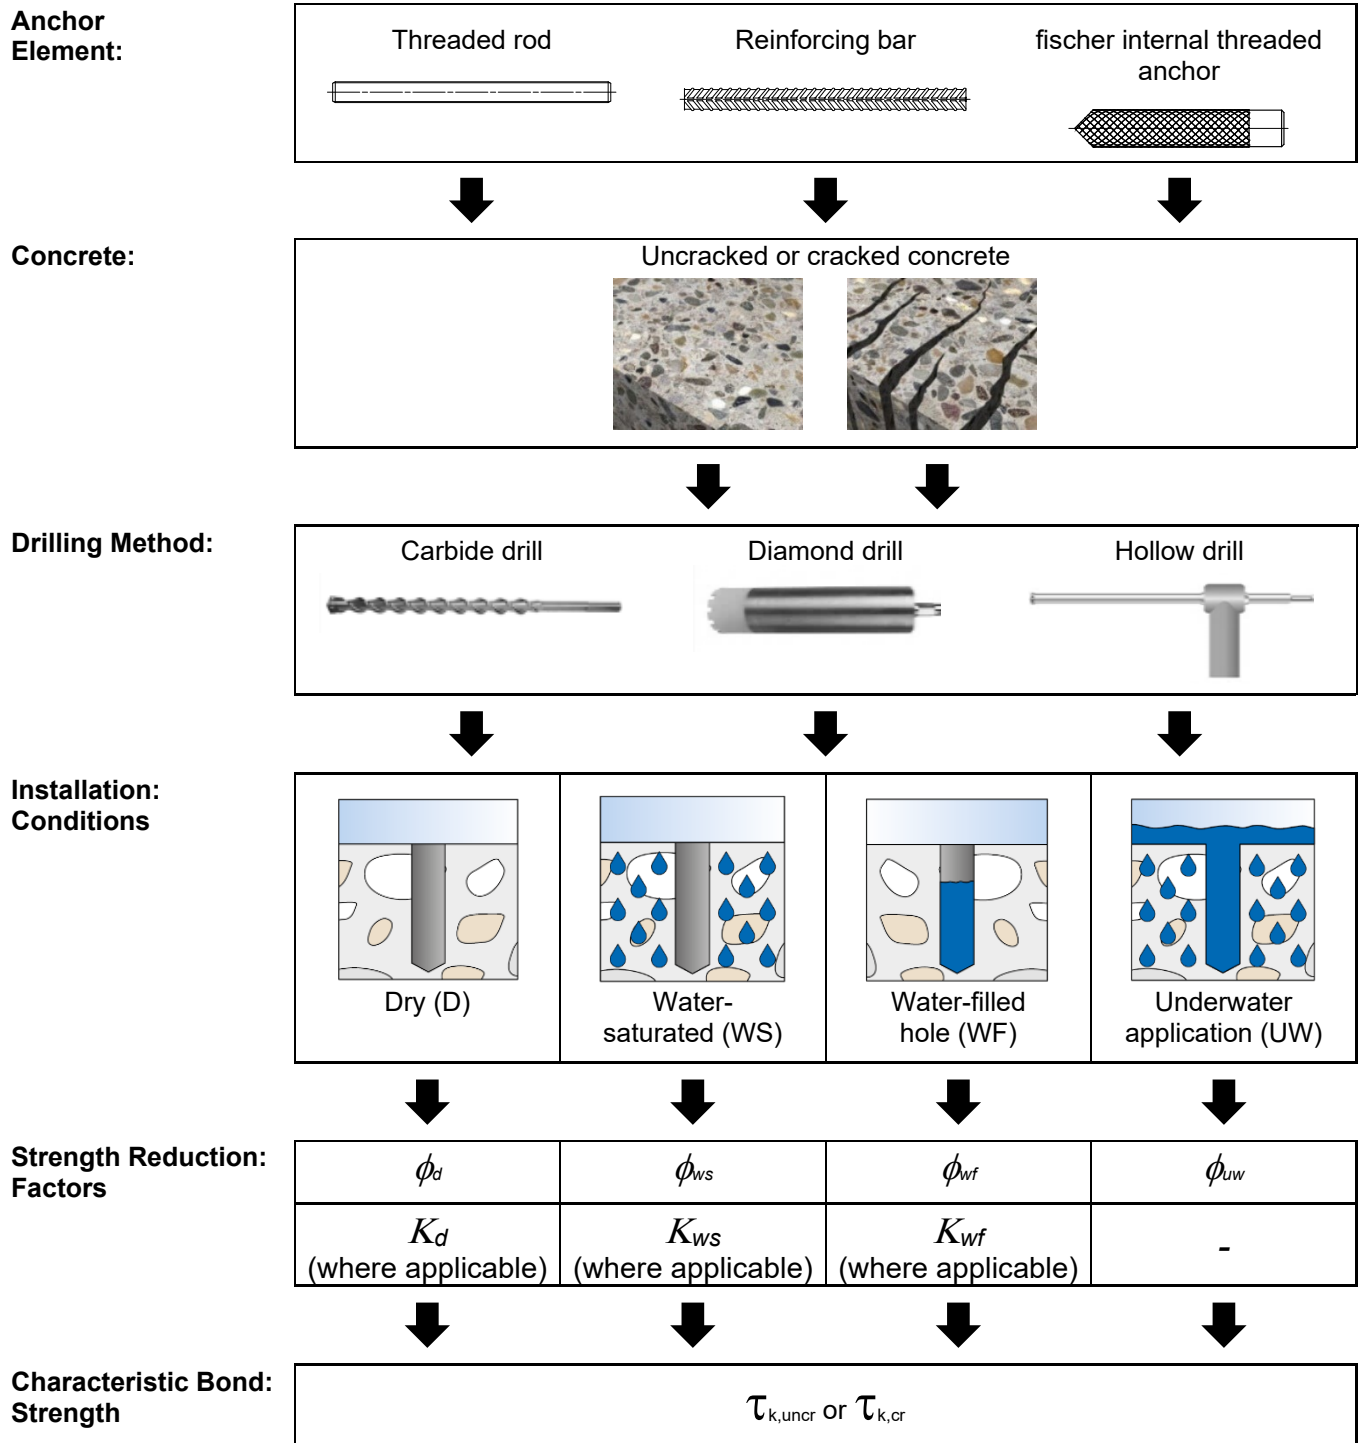 Anchor
Element:
Threaded rod
Reinforcing bar
fischer internal threaded
anchor
Concrete:
Uncracked or cracked concrete
Drilling Method:
Carbide drill
Diamond drill
Hollow drill
Installation:
Conditions
Dry (D)
Water-
saturated (WS)
Water-filled
hole (WF)
Underwater
application (UW)
Strength Reduction:
Factors
ϕd
ϕws
ϕwf
ϕuw
Kd
(where applicable)
Kws
(where applicable)
Kwf
(where applicable)
-
Characteristic Bond:
Strength
τk,uncr or τk,cr